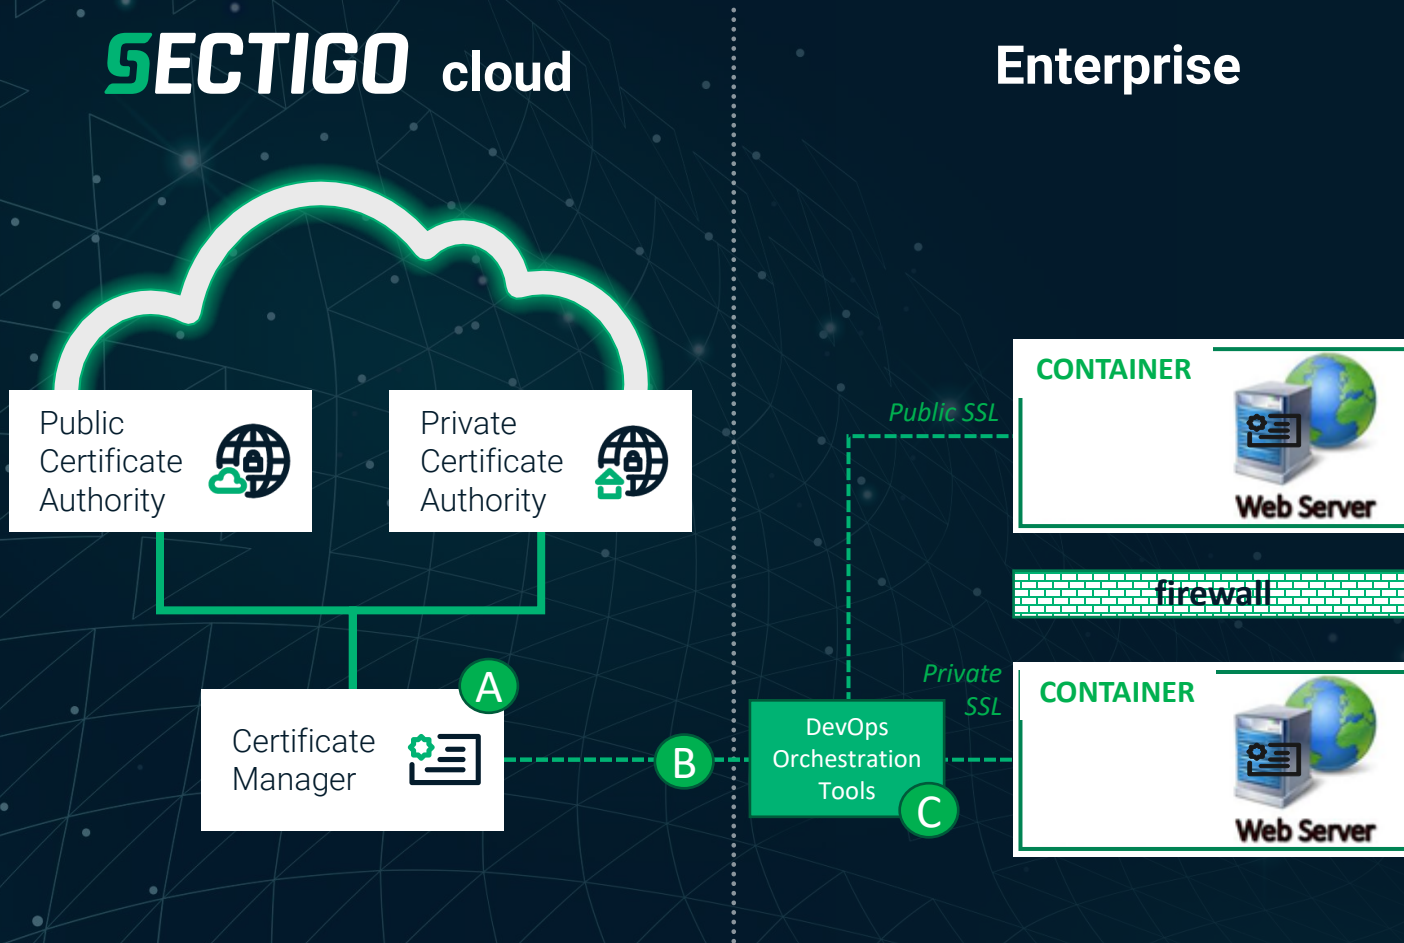 SECTIGO cloud
Enterprise
Public
Certificate
Authority
Private
Certificate
Authority
Certificate
Manager
A
B
DevOps
Orchestration
Tools
C
Public SSL
CONTAINER
Web Server
firewall
Private
SSL
CONTAINER
Web Server